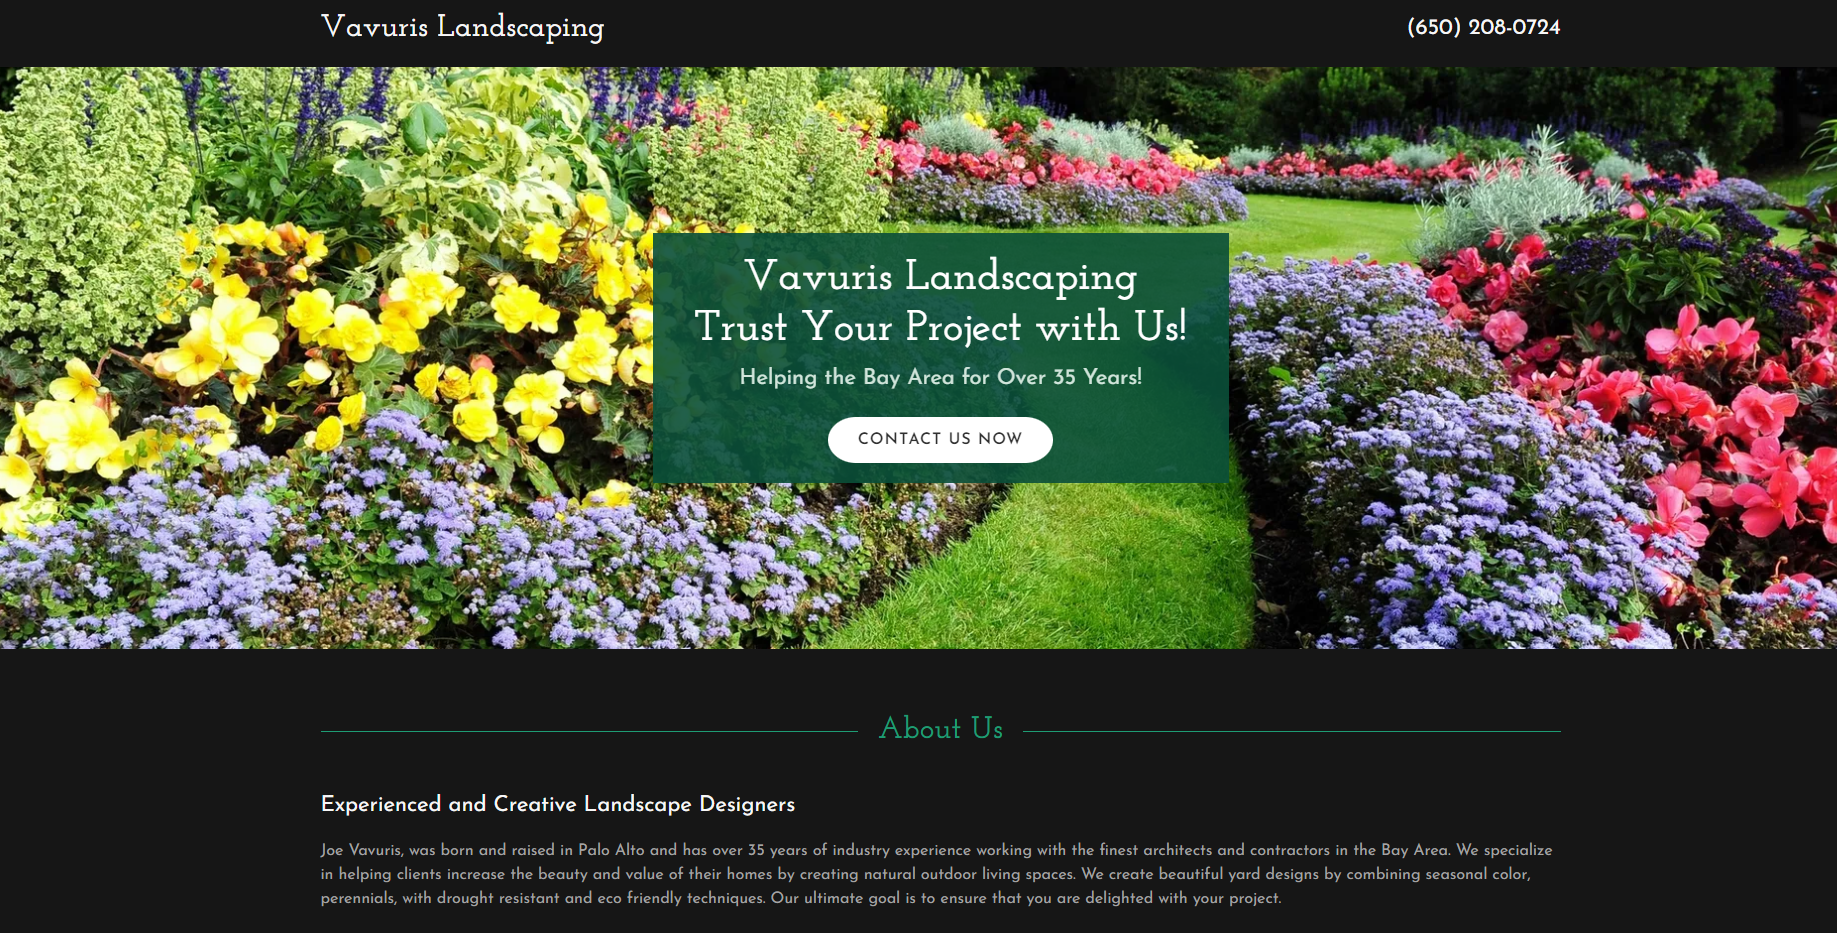 Vavuris Landscaping
(650) 208-0724
Vavuris Landscaping
Trust Your Project with Us!
Helping the Bay Area for Over 35 Years!
CONTACT US NOW
About Us
Experienced and Creative Landscape Designers
Joe Vavuris, was born and raised in Palo Alto and has over 35 years of industry experience working with the finest architects and contractors in the Bay Area. We specialize
in helping clients increase the beauty and value of their homes by creating natural outdoor living spaces. We create beautiful yard designs by combining seasonal color,
perennials, with drought resistant and eco friendly techniques. Our ultimate goal is to ensure that you are delighted with your project.